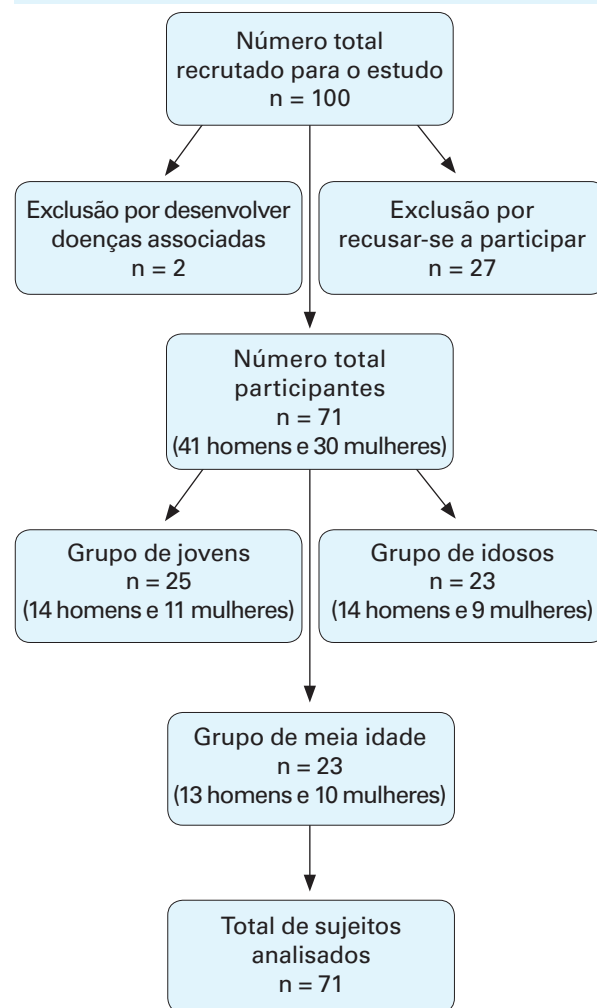 Número total
recrutado para o estudo
n = 100
Exclusão por desenvolver
doenças associadas
n = 2
Exclusão por
recusar-se a participar
n = 27
Número total
participantes
n = 71
(41 homens e 30 mulheres)
Grupo de jovens
n = 25
(14 homens e 11 mulheres)
Grupo de idosos
n = 23
(14 homens e 9 mulheres)
Grupo de meia idade
n = 23
(13 homens e 10 mulheres)
Total de sujeitos
analisados
n = 71